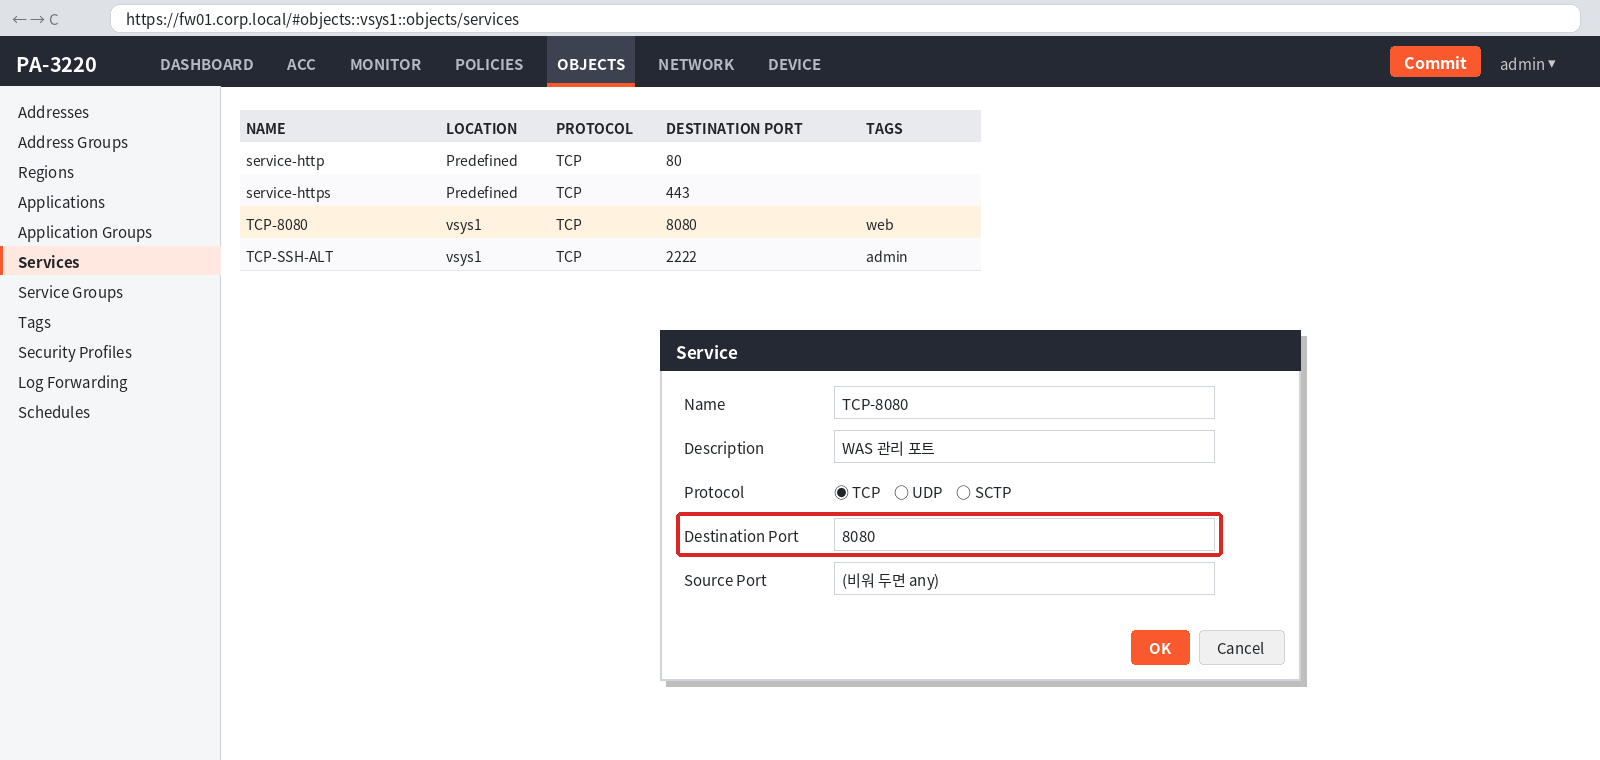 ← → C https://fw01.corp.local/#objects::vsys1::objects/services
PA-3220 DASHBOARD ACC MONITOR POLICIES OBJECTS NETWORK DEVICE Commit admin ▾
Addresses
Address Groups
Regions
Applications
Application Groups
Services
Service Groups
Tags
Security Profiles
Log Forwarding
Schedules
NAME LOCATION PROTOCOL DESTINATION PORT TAGS
service-http Predefined TCP 80
service-https Predefined TCP 443
TCP-8080 vsys1 TCP 8080 web
TCP-SSH-ALT vsys1 TCP 2222 admin
Service
Name TCP-8080
Description WAS 관리 포트
Protocol TCP UDP SCTP
Destination Port 8080
Source Port (비워 두면 any)
OK Cancel